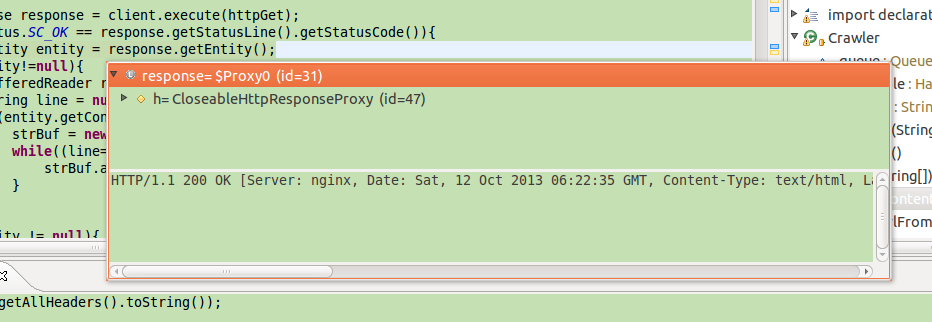 se response = client.execute(httpGet);
tus.SC_OK == response.getStatusLine().getStatusCode()){
tity entity = response.getEntity();
ity!=null){
fferedReader r
ring line = nu
(entity.getCon
strBuf = new
while((line=
strBuf.a
}
ity != null){
response= $Proxy0 (id=31)
h= CloseableHttpResponseProxy (id=47)
HTTP/1.1 200 OK [Server: nginx, Date: Sat, 12 Oct 2013 06:22:35 GMT, Content-Type: text/html, La
getAllHeaders().toString());
import declarat
Crawler
queue : Queue
le : Ha
: Strin
(String
()
ring[])
ontent
lFrom